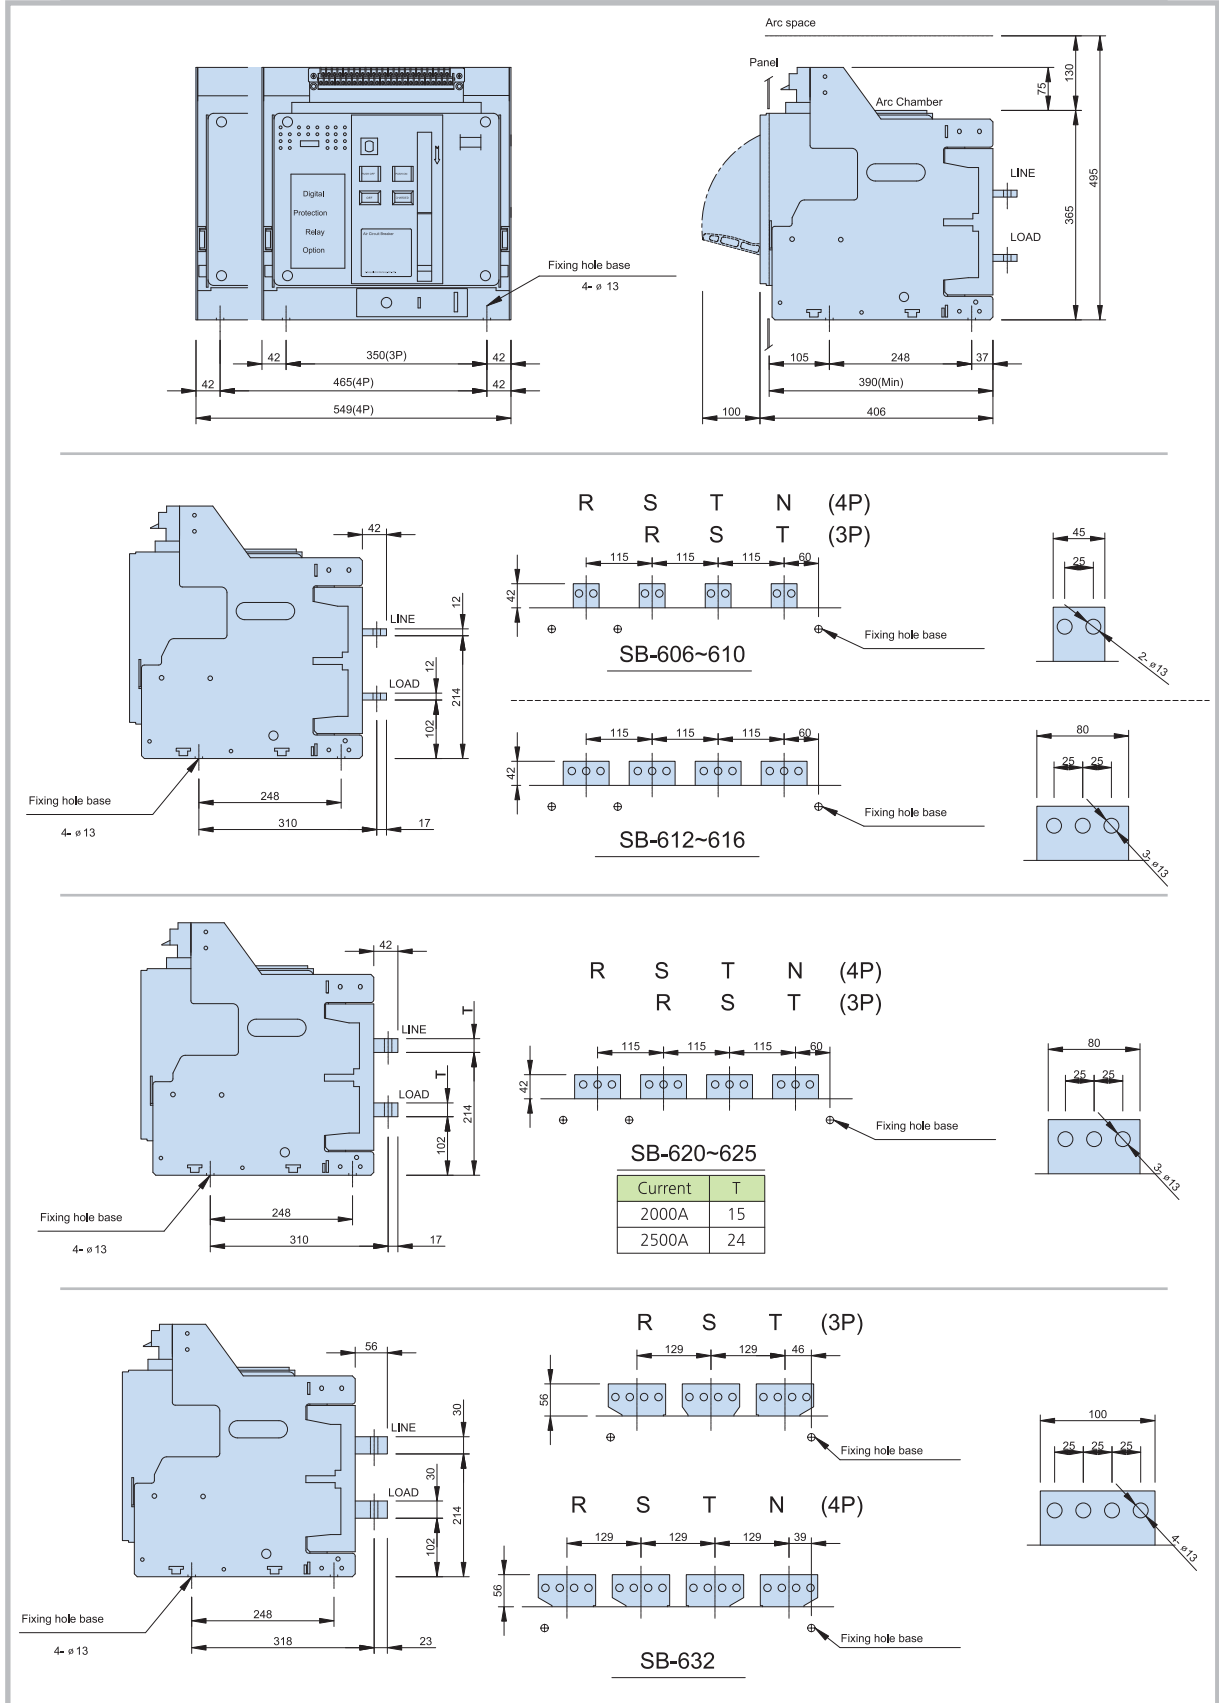 Arc space
Panel
Arc Chamber
75
130
LINE
495
365
LOAD
Digital
Protection
Relay
Option
Air Circuit Breaker
Fixing hole base
4- ø 13
42
350(3P)
42
42
465(4P)
42
549(4P)
105
248
37
390(Min)
100
406
42
12
LINE
12
LOAD
214
102
Fixing hole base
4- ø 13
248
310
17
R S T N (4P)
R S T (3P)
115 115 115 60
42
Fixing hole base
SB-606~610
45
25
2- ø13
115 115 115 60
42
Fixing hole base
SB-612~616
80
25 25
3- ø13
42
T
LINE
T
LOAD
214
102
Fixing hole base
4- ø 13
248
310
17
R S T N (4P)
R S T (3P)
115 115 115 60
42
Fixing hole base
SB-620~625
Current T
2000A 15
2500A 24
80
25 25
3- ø13
56
30
LINE
30
LOAD
214
102
Fixing hole base
4- ø 13
248
318
23
R S T (3P)
129 129 46
56
Fixing hole base
R S T N (4P)
129 129 129 39
56
Fixing hole base
SB-632
100
25 25 25
4- ø13